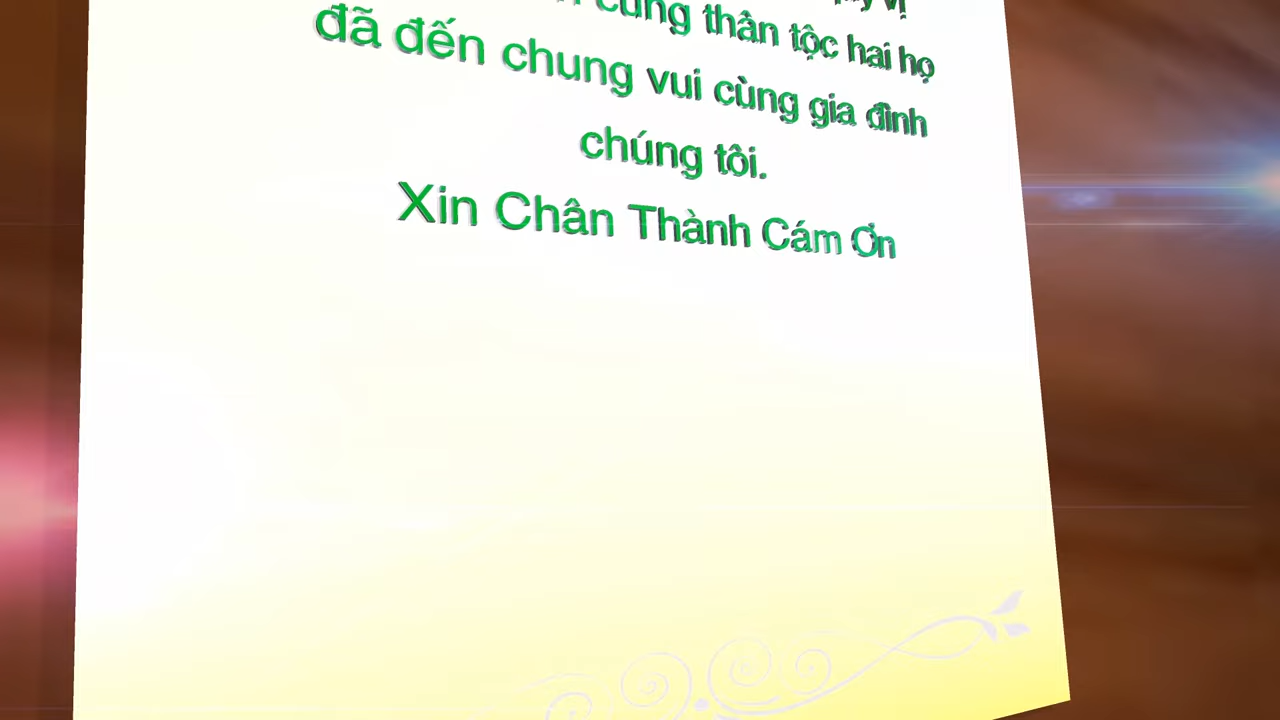 cùng thân tộc hai họ
đã đến chung vui cùng gia đình
chúng tôi.
Xin Chân Thành Cám Ơn